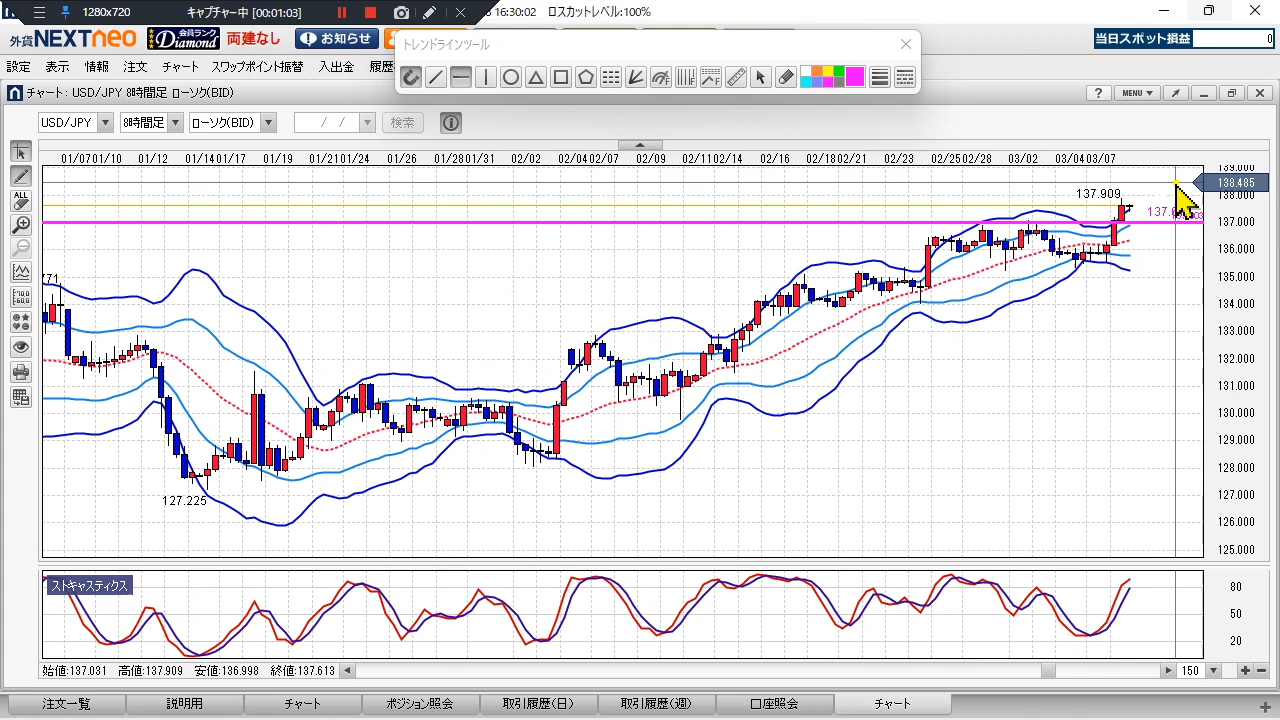 1280x720 キャプチャー中 [00:01:03] 16:30:02 ロスカットレベル:100%
外貨NEXTneo 会員ランク Diamond 両建なし お知らせ 当日スポット損益 0
トレンドラインツール
設定 表示 情報 注文 チャート スワップポイント振替 入出金 履歴
チャート : USD/JPY 8時間足 ローソク(BID) ? MENU
USD/JPY 8時間足 ローソク(BID) / / 検索
ALL
01/07 01/10 01/12 01/14 01/17 01/19 01/21 01/24 01/26 01/28 01/31 02/02 02/04 02/07 02/09 02/11 02/14 02/16 02/18 02/21 02/23 02/25 02/28 03/02 03/04 03/07
139.000
138.485
138.000
137.909
137.000
136.000
135.000
134.000
133.000
132.000
131.000
130.000
129.000
128.000
127.225
127.000
126.000
125.000
ストキャスティクス
80
50
20
始値:137.031 高値:137.909 安値:136.998 終値:137.613 150
注文一覧 説明用 チャート ポジション照会 取引履歴(日) 取引履歴(週) 口座照会 チャート